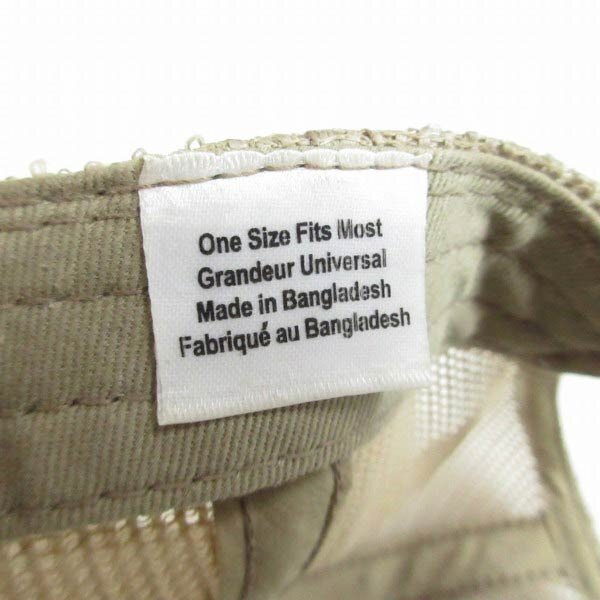 One Size Fits Most
Grandeur Universal
Made in Bangladesh
Fabriqué au Bangladesh